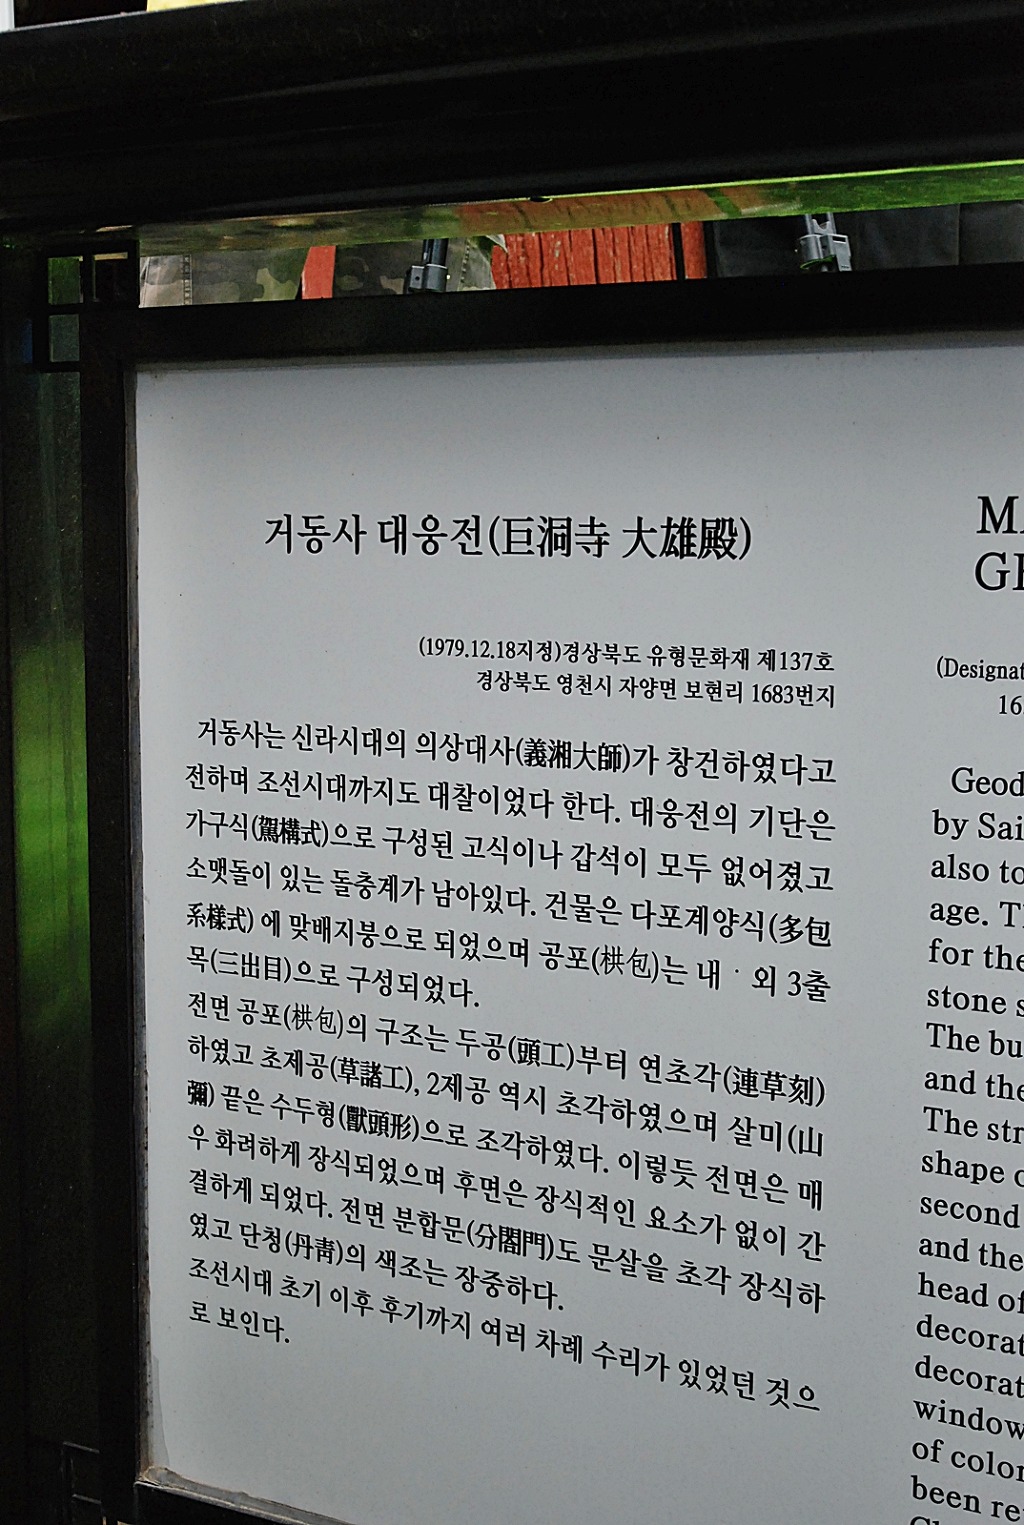 거동사 대웅전(巨洞寺 大雄殿)
(1979.12.18지정)경상북도 유형문화재 제137호
경상북도 영천시 자양면 보현리 1683번지
거동사는 신라시대의 의상대사(義湘大師)가 창건하였다고
전하며 조선시대까지도 대찰이었다 한다. 대웅전의 기단은
가구식(駕構式)으로 구성된 고식이나 갑석이 모두 없어졌고
소맷돌이 있는 돌층계가 남아있다. 건물은 다포계양식(多包
系樣式) 에 맞배지붕으로 되었으며 공포(栱包)는 내 · 외 3출
목(三出目)으로 구성되었다.
전면 공포(栱包)의 구조는 두공(頭工)부터 연초각(連草刻)
하였고 초제공(草諸工), 2제공 역시 초각하였으며 살미(山
彌) 끝은 수두형(獸頭形)으로 조각하였다. 이렇듯 전면은 매
우 화려하게 장식되었으며 후면은 장식적인 요소가 없이 간
결하게 되었다. 전면 분합문(分閤門)도 문살을 초각 장식하
였고 단청(丹靑)의 색조는 장중하다.
조선시대 초기 이후 후기까지 여러 차례 수리가 있었던 것으
로 보인다.
MA
GE
(Designat
16
Geod
by Sai
also to
age. T
for the
stone s
The bu
and the
The str
shape o
second
and the
head of
decorat
decorat
window
of color
been re